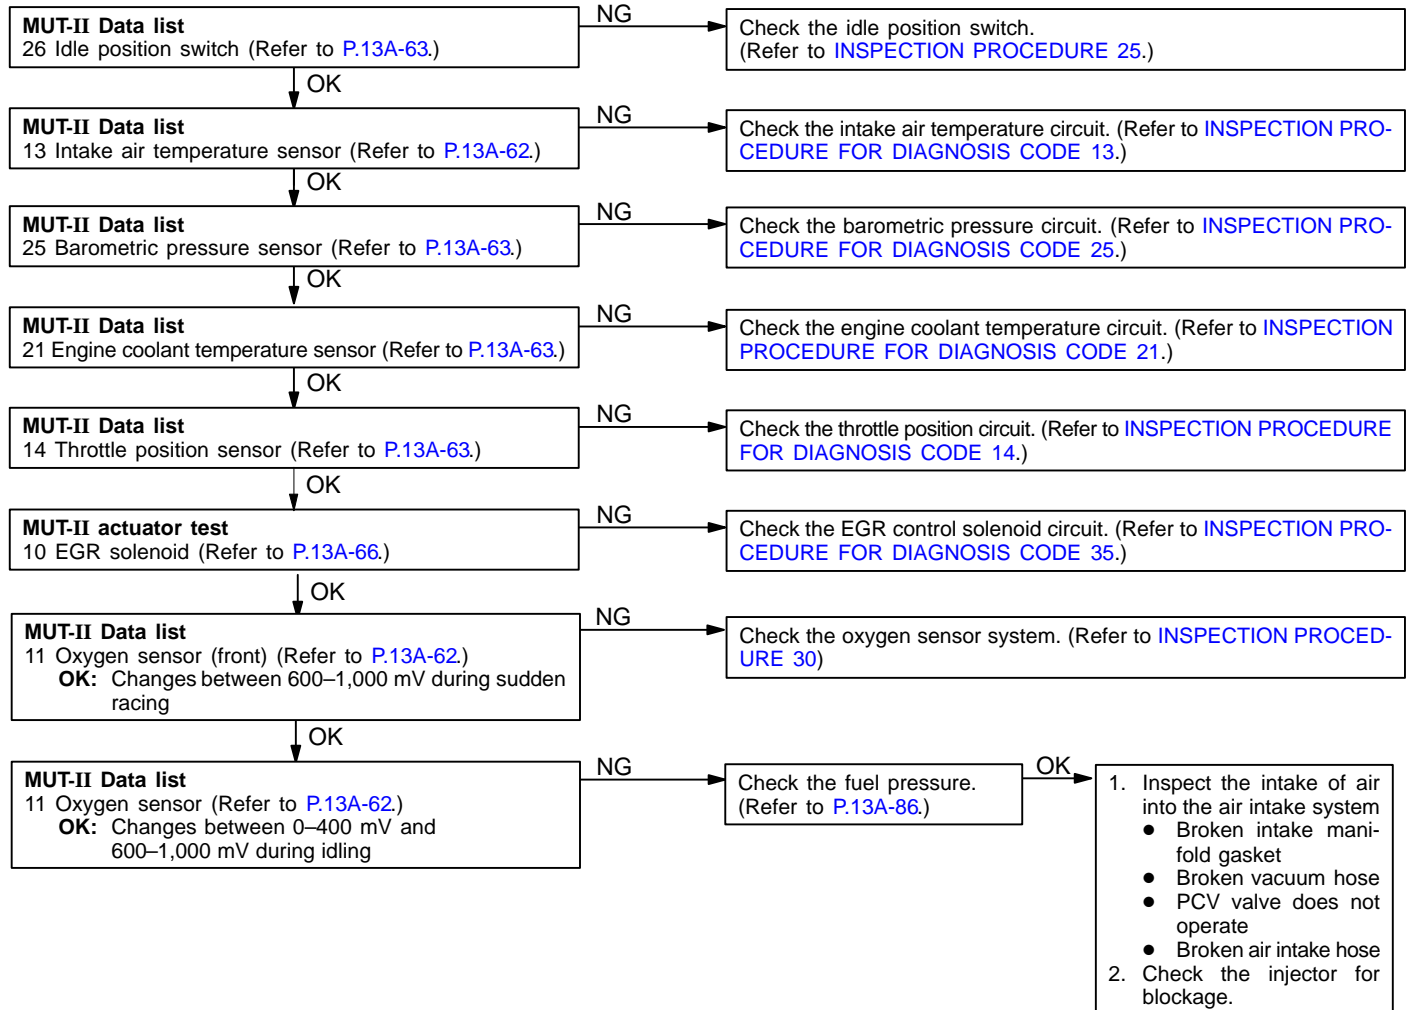 MUT-II Data list
26 Idle position switch (Refer to P.13A-63.)
NG
Check the idle position switch.
(Refer to INSPECTION PROCEDURE 25.)
OK
MUT-II Data list
13 Intake air temperature sensor (Refer to P.13A-62.)
NG
Check the intake air temperature circuit. (Refer to INSPECTION PRO-
CEDURE FOR DIAGNOSIS CODE 13.)
OK
MUT-II Data list
25 Barometric pressure sensor (Refer to P.13A-63.)
NG
Check the barometric pressure circuit. (Refer to INSPECTION PRO-
CEDURE FOR DIAGNOSIS CODE 25.)
OK
MUT-II Data list
21 Engine coolant temperature sensor (Refer to P.13A-63.)
NG
Check the engine coolant temperature circuit. (Refer to INSPECTION
PROCEDURE FOR DIAGNOSIS CODE 21.)
OK
MUT-II Data list
14 Throttle position sensor (Refer to P.13A-63.)
NG
Check the throttle position circuit. (Refer to INSPECTION PROCEDURE
FOR DIAGNOSIS CODE 14.)
OK
MUT-II actuator test
10 EGR solenoid (Refer to P.13A-66.)
NG
Check the EGR control solenoid circuit. (Refer to INSPECTION PRO-
CEDURE FOR DIAGNOSIS CODE 35.)
OK
MUT-II Data list
11 Oxygen sensor (front) (Refer to P.13A-62.)
OK: Changes between 600–1,000 mV during sudden
racing
NG
Check the oxygen sensor system. (Refer to INSPECTION PROCED-
URE 30)
OK
MUT-II Data list
11 Oxygen sensor (Refer to P.13A-62.)
OK: Changes between 0–400 mV and
600–1,000 mV during idling
NG
Check the fuel pressure.
(Refer to P.13A-86.)
OK
1. Inspect the intake of air
into the air intake system
● Broken intake mani-
fold gasket
● Broken vacuum hose
● PCV valve does not
operate
● Broken air intake hose
2. Check the injector for
blockage.